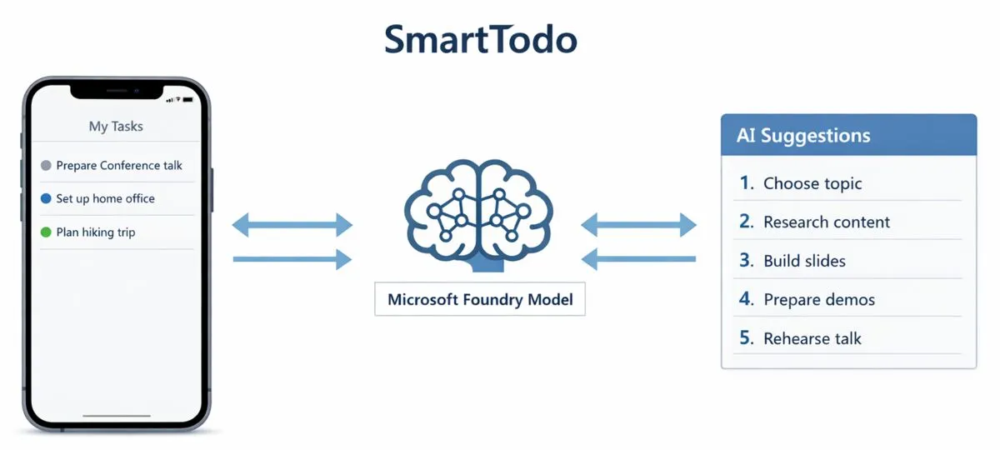 SmartTodo
My Tasks
Prepare Conference talk
Set up home office
Plan hiking trip
Microsoft Foundry Model
AI Suggestions
1. Choose topic
2. Research content
3. Build slides
4. Prepare demos
5. Rehearse talk